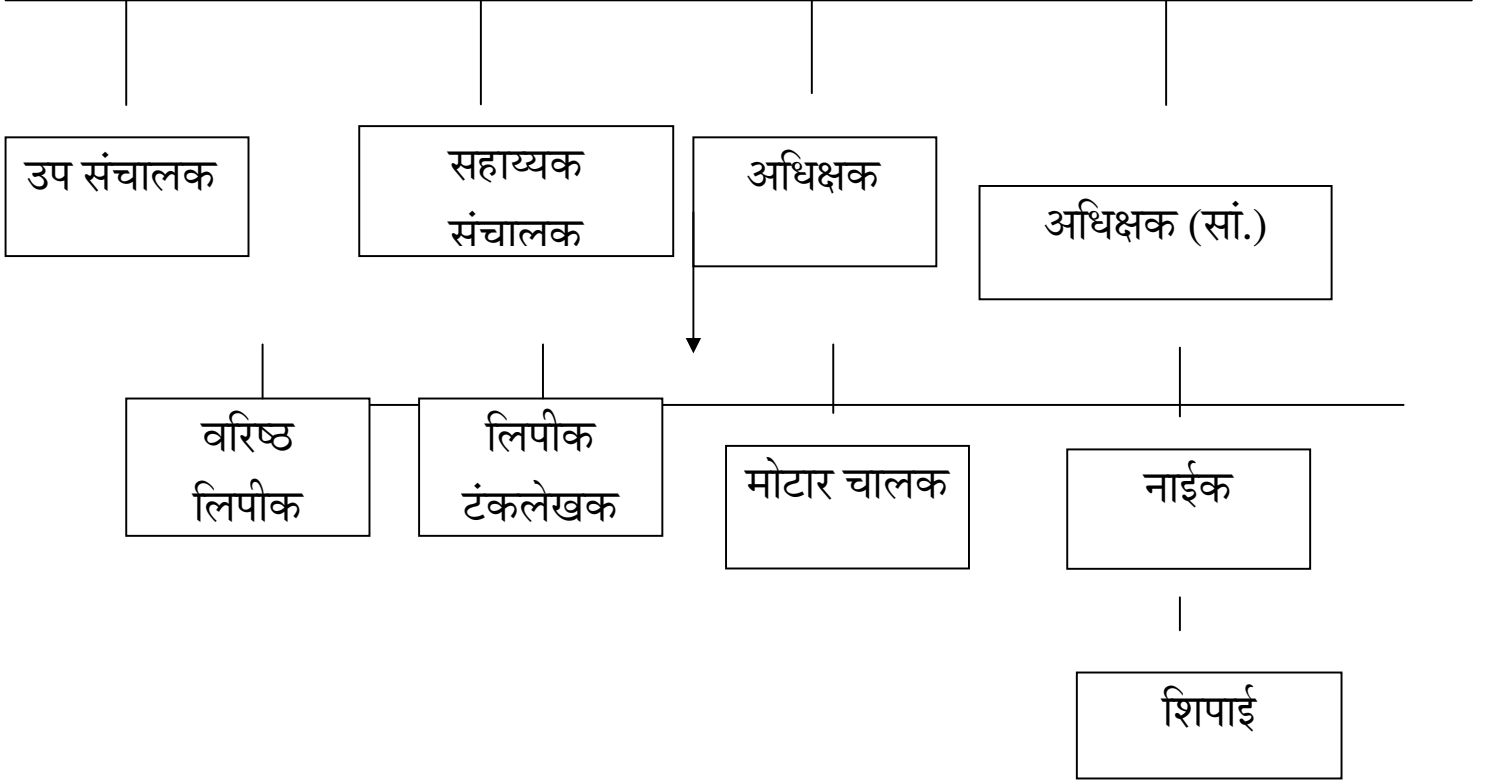 उप संचालक
सहाय्यक
संचालक
अधिक्षक
अधिक्षक (सां.)
वरिष्ठ
लिपीक
लिपीक
टंकलेखक
मोटार चालक
नाईक
शिपाई